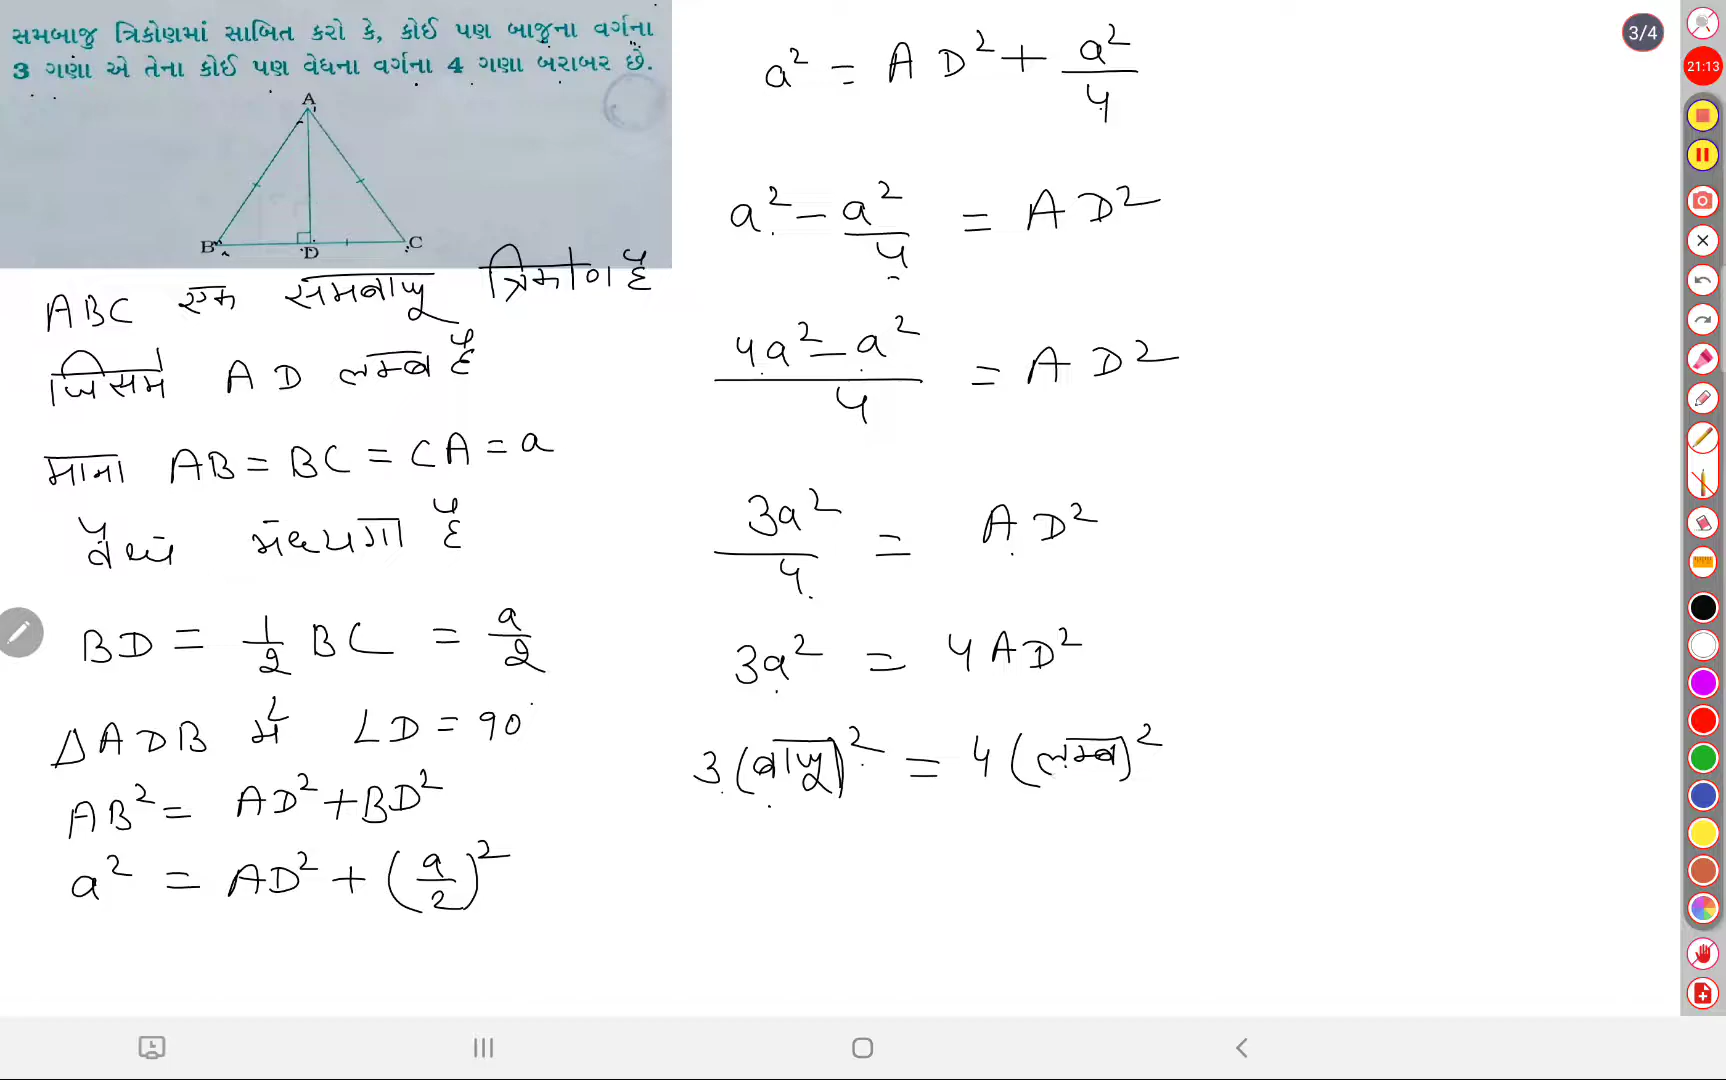 સમબાજુ ત્રિકોણમાં સાબિત કરો કે, કોઈ પણ બાજુના વર્ગના
3 ગણા એ તેના કોઈ પણ વેધના વર્ગના 4 ગણા બરાબર છે.
A
B
D
C
ABC एक समबाजू त्रिकोण है
जिसमे AD लम्ब है
माना AB = BC = CA = a
मध्यगा है
BD = 1/2 BC = a/2
ΔADB में ∠D = 90°
AB² = AD² + BD²
a² = AD² + (a/2)²
a² = AD² + a²/4
a² - a²/4 = AD²
(4a² - a²)/4 = AD²
3a²/4 = AD²
3a² = 4AD²
3(बाजू)² = 4(लम्ब)²
3/4
21:13